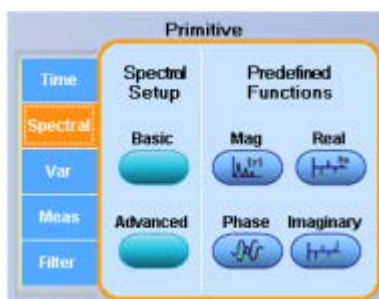 Primitive
Time
Spectral
Var
Meas
Filter
Spectral
Setup
Basic
Advanced
Predefined
Functions
Mag
Real
Phase
Imaginary